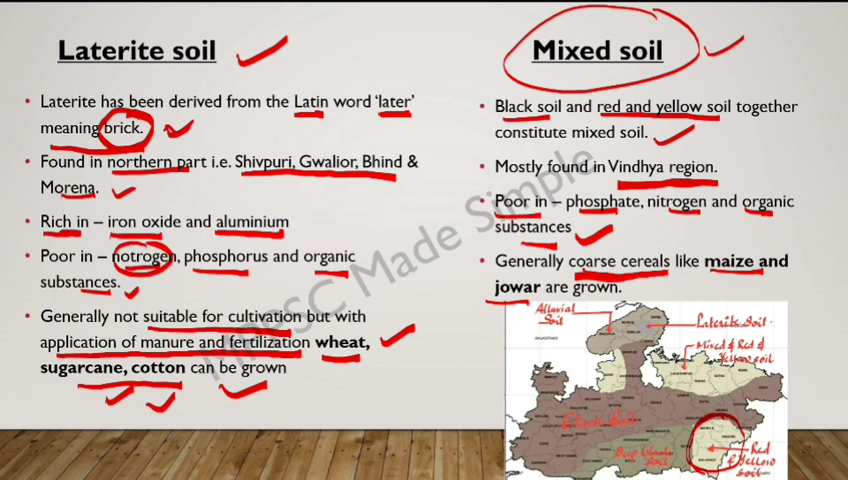 Laterite soil
• Laterite has been derived from the Latin word ‘later’
meaning brick.
• Found in northern part i.e. Shivpuri, Gwalior, Bhind &
Morena.
• Rich in – iron oxide and aluminium
• Poor in – notrogen, phosphorus and organic
substances.
• Generally not suitable for cultivation but with
application of manure and fertilization wheat,
sugarcane, cotton can be grown
Mixed soil
• Black soil and red and yellow soil together
constitute mixed soil.
• Mostly found in Vindhya region.
• Poor in – phosphate, nitrogen and organic
substances
• Generally coarse cereals like maize and
jowar are grown.
MPPSC Made Simple
Alluvial
Soil
Laterite Soil.
Mixed & Red &
Yellow soil
Deep black
soil
Red
& Yellow
soil